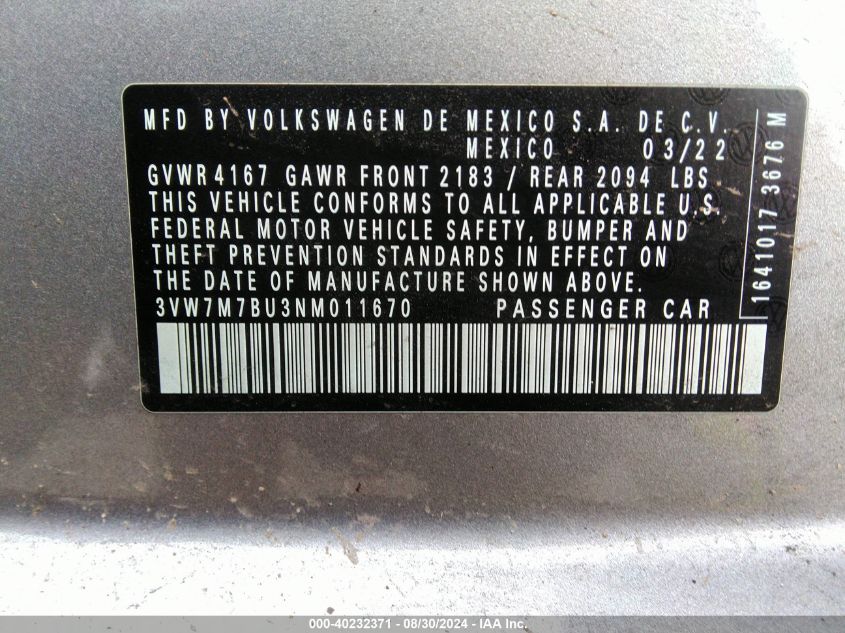 MFD BY VOLKSWAGEN DE MEXICO S.A. DE C.V.
MEXICO 03/22
GVWR 4167 GAWR FRONT 2183 / REAR 2094 LBS
THIS VEHICLE CONFORMS TO ALL APPLICABLE U.S.
FEDERAL MOTOR VEHICLE SAFETY, BUMPER AND
THEFT PREVENTION STANDARDS IN EFFECT ON
THE DATE OF MANUFACTURE SHOWN ABOVE.
3VW7M7BU3NM011670 PASSENGER CAR
1641017 3676 M
000-40232371 - 08/30/2024 - IAA Inc.